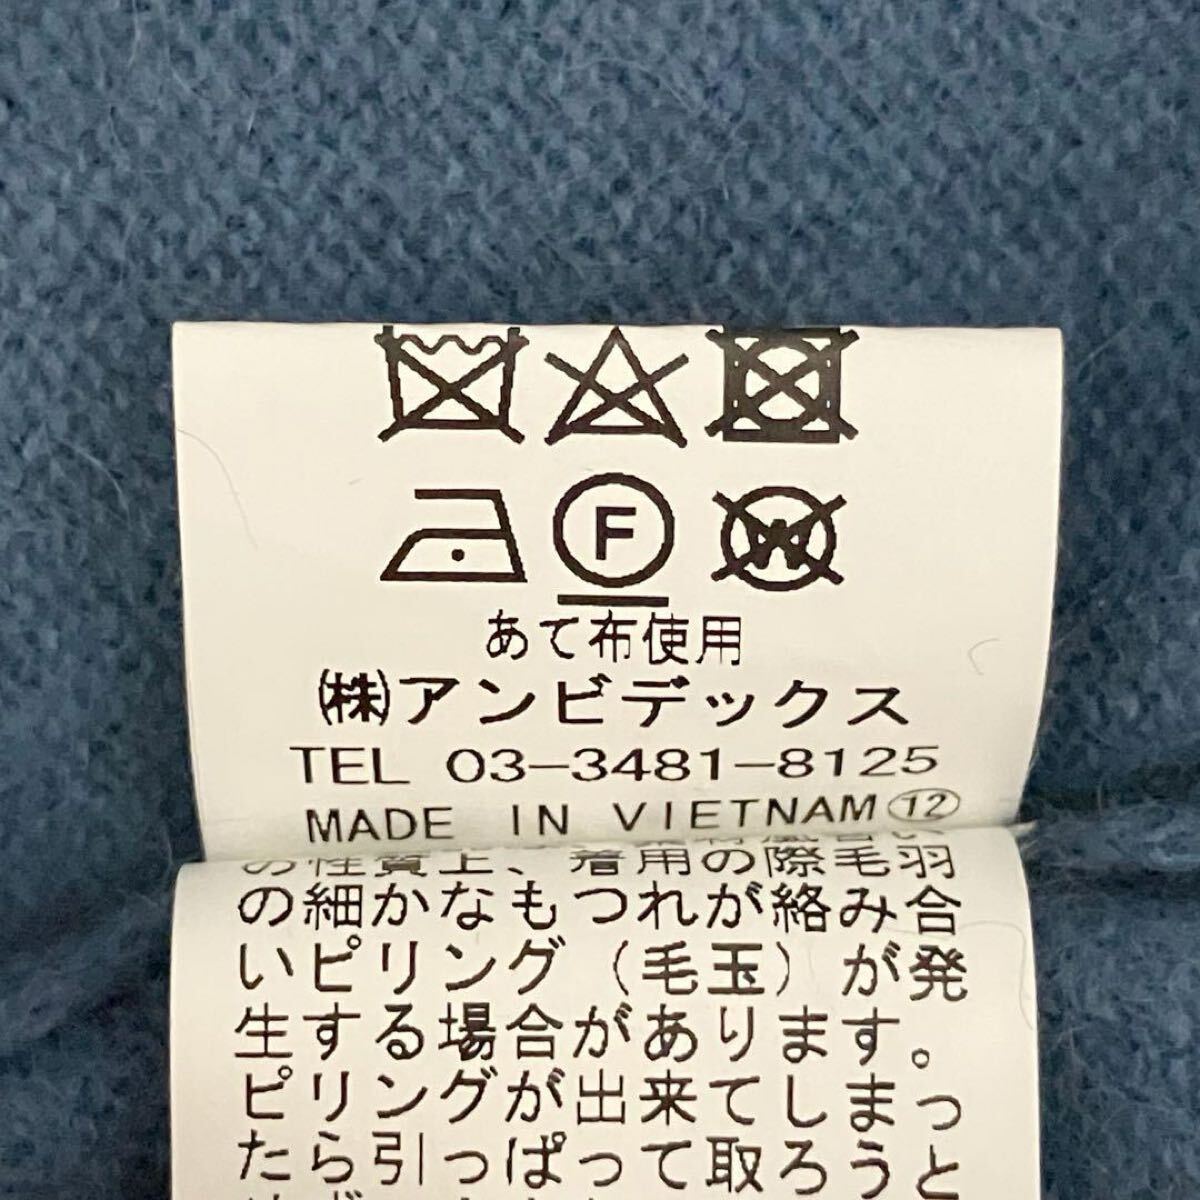 F
W
あて布使用
㈱アンビデックス
TEL 03-3481-8125
MADE IN VIETNAM⑫
の性質上、着用の際毛羽
の細かなもつれが絡み合
いピリング（毛玉）が発
生する場合があります。
ピリングが出来てしまっ
たら引っぱって取ろうと